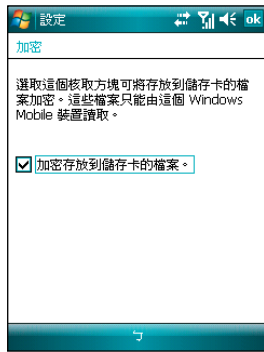 設定
ok
加密
選取這個核取方塊可將存放到儲存卡的檔
案加密。這些檔案只能由這個 Windows
Mobile 裝置讀取。
加密存放到儲存卡的檔案。
ㄅ